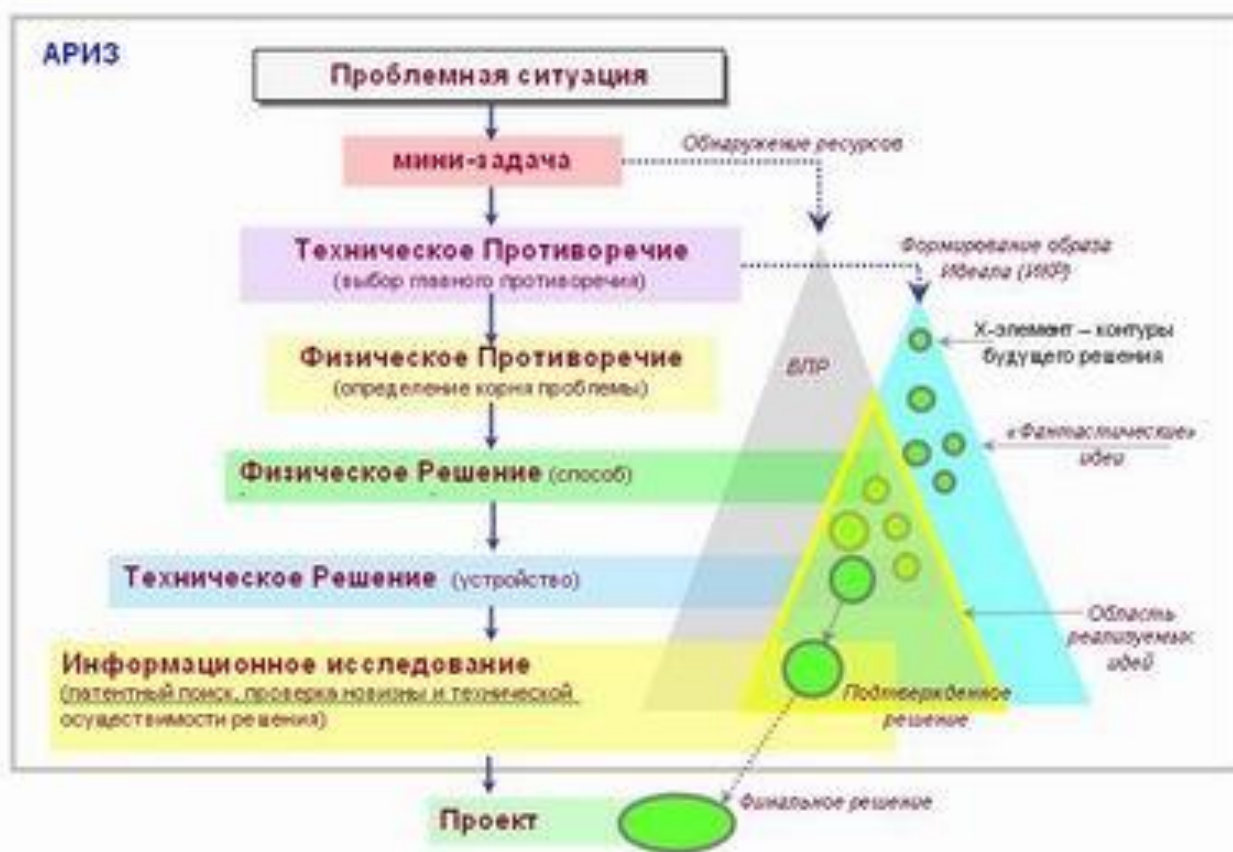 АРИЗ
Проблемная ситуация
мини-задача
Обнаружение ресурсов
Техническое Противоречие
(выбор главного противоречия)
Формирование образа
Идеала (ИКР)
Х-элемент – контуры
будущего решения
Физическое Противоречие
(определение корня проблемы)
ВПР
«Фантастические»
идеи
Физическое Решение (способ)
Техническое Решение (устройство)
Область
реализуемых
идей
Информационное исследование
(патентный поиск, проверка новизны и технической
осуществимости решения)
Подтвержденное
решение
Проект
Финальное решение